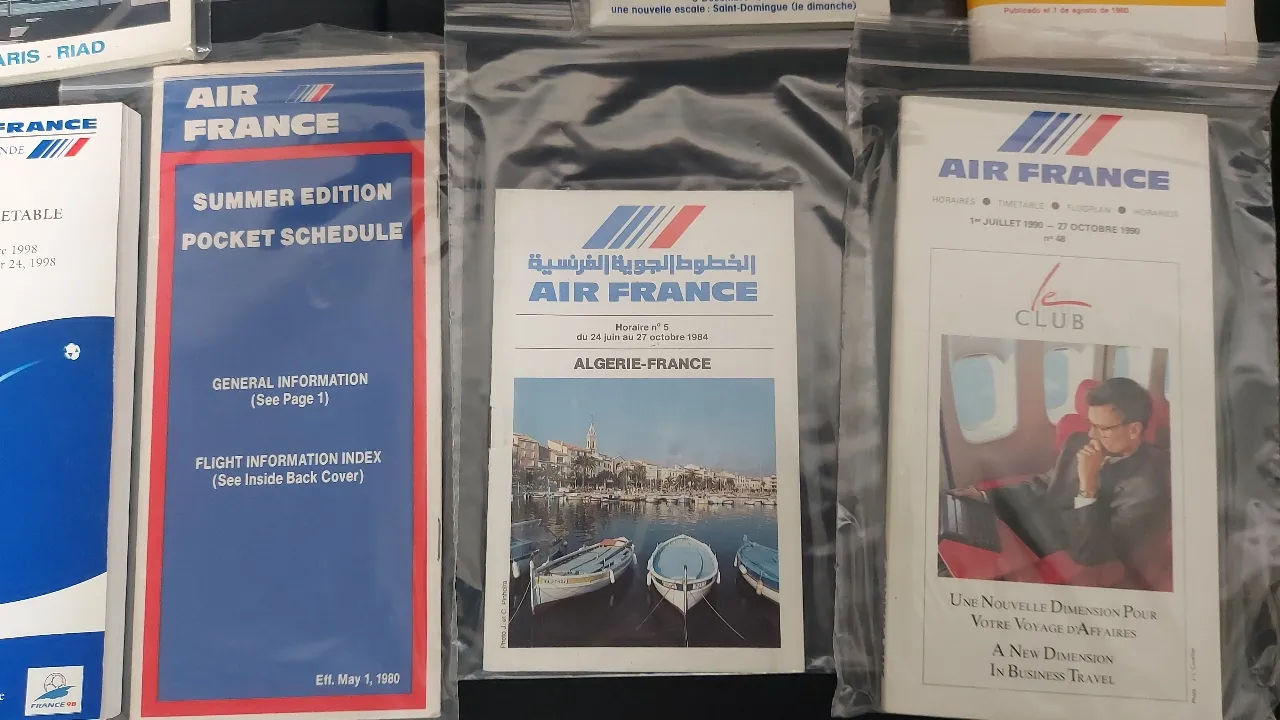 ARIS - RIAD
une nouvelle escale : Saint-Domingue (le dimanche)
Publicado el 7 de agosto de 1980
FRANCE
NDE
ETABLE
1998
r 24, 1998
FRANCE 98
AIR
FRANCE
SUMMER EDITION
POCKET SCHEDULE
GENERAL INFORMATION
(See Page 1)
FLIGHT INFORMATION INDEX
(See Inside Back Cover)
Eff. May 1, 1980
الخطوط الجوية الفرنسية
AIR FRANCE
Horaire n° 5
du 24 juin au 27 octobre 1984
ALGERIE-FRANCE
AIR FRANCE
HORAIRES ● TIMETABLE ● FLUGPLAN ● HORARIOS
1er JUILLET 1990 – 27 OCTOBRE 1990
n° 48
le
CLUB
UNE NOUVELLE DIMENSION POUR
VOTRE VOYAGE D'AFFAIRES
A NEW DIMENSION
IN BUSINESS TRAVEL